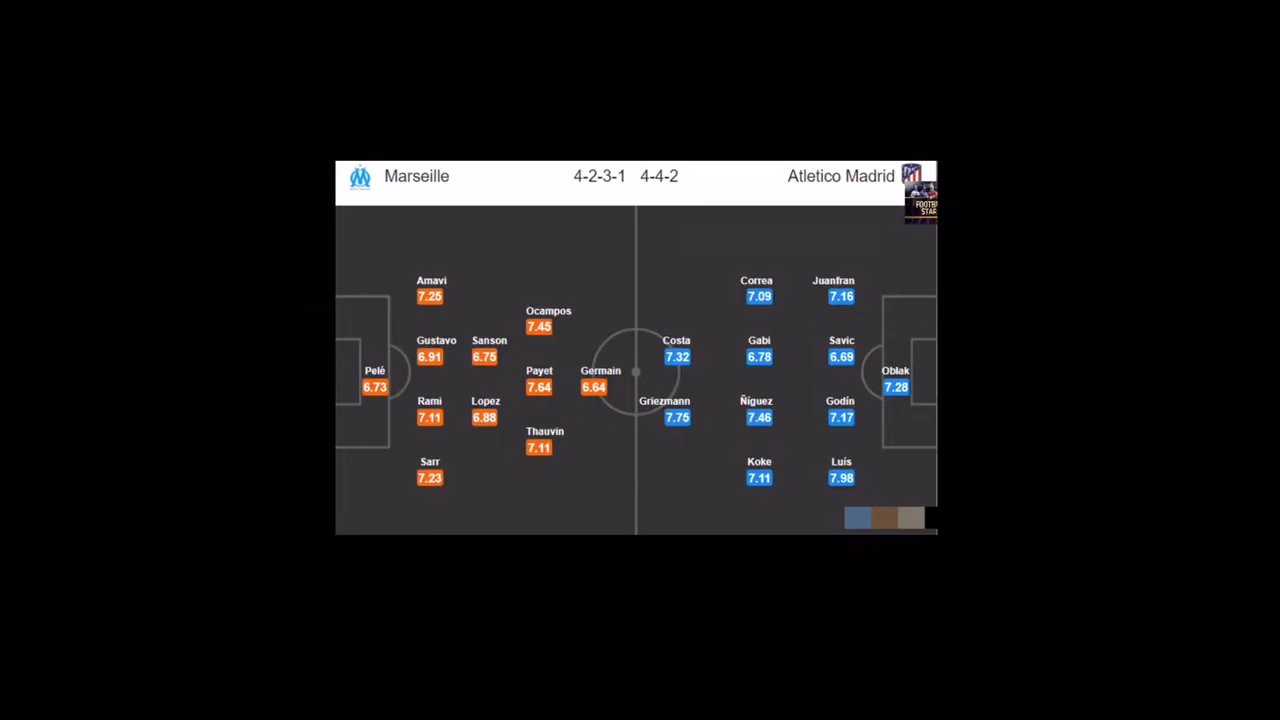 Marseille 4-2-3-1 4-4-2 Atletico Madrid
Amavi
7.25
Gustavo
6.91
Rami
7.11
Sarr
7.23
Pelé
6.73
Sanson
6.75
Lopez
6.88
Ocampos
7.45
Payet
7.64
Thauvin
7.11
Germain
6.64
Costa
7.32
Griezmann
7.75
Correa
7.09
Gabi
6.78
Ñíguez
7.46
Koke
7.11
Juanfran
7.16
Savic
6.69
Godín
7.17
Luís
7.98
Oblak
7.28